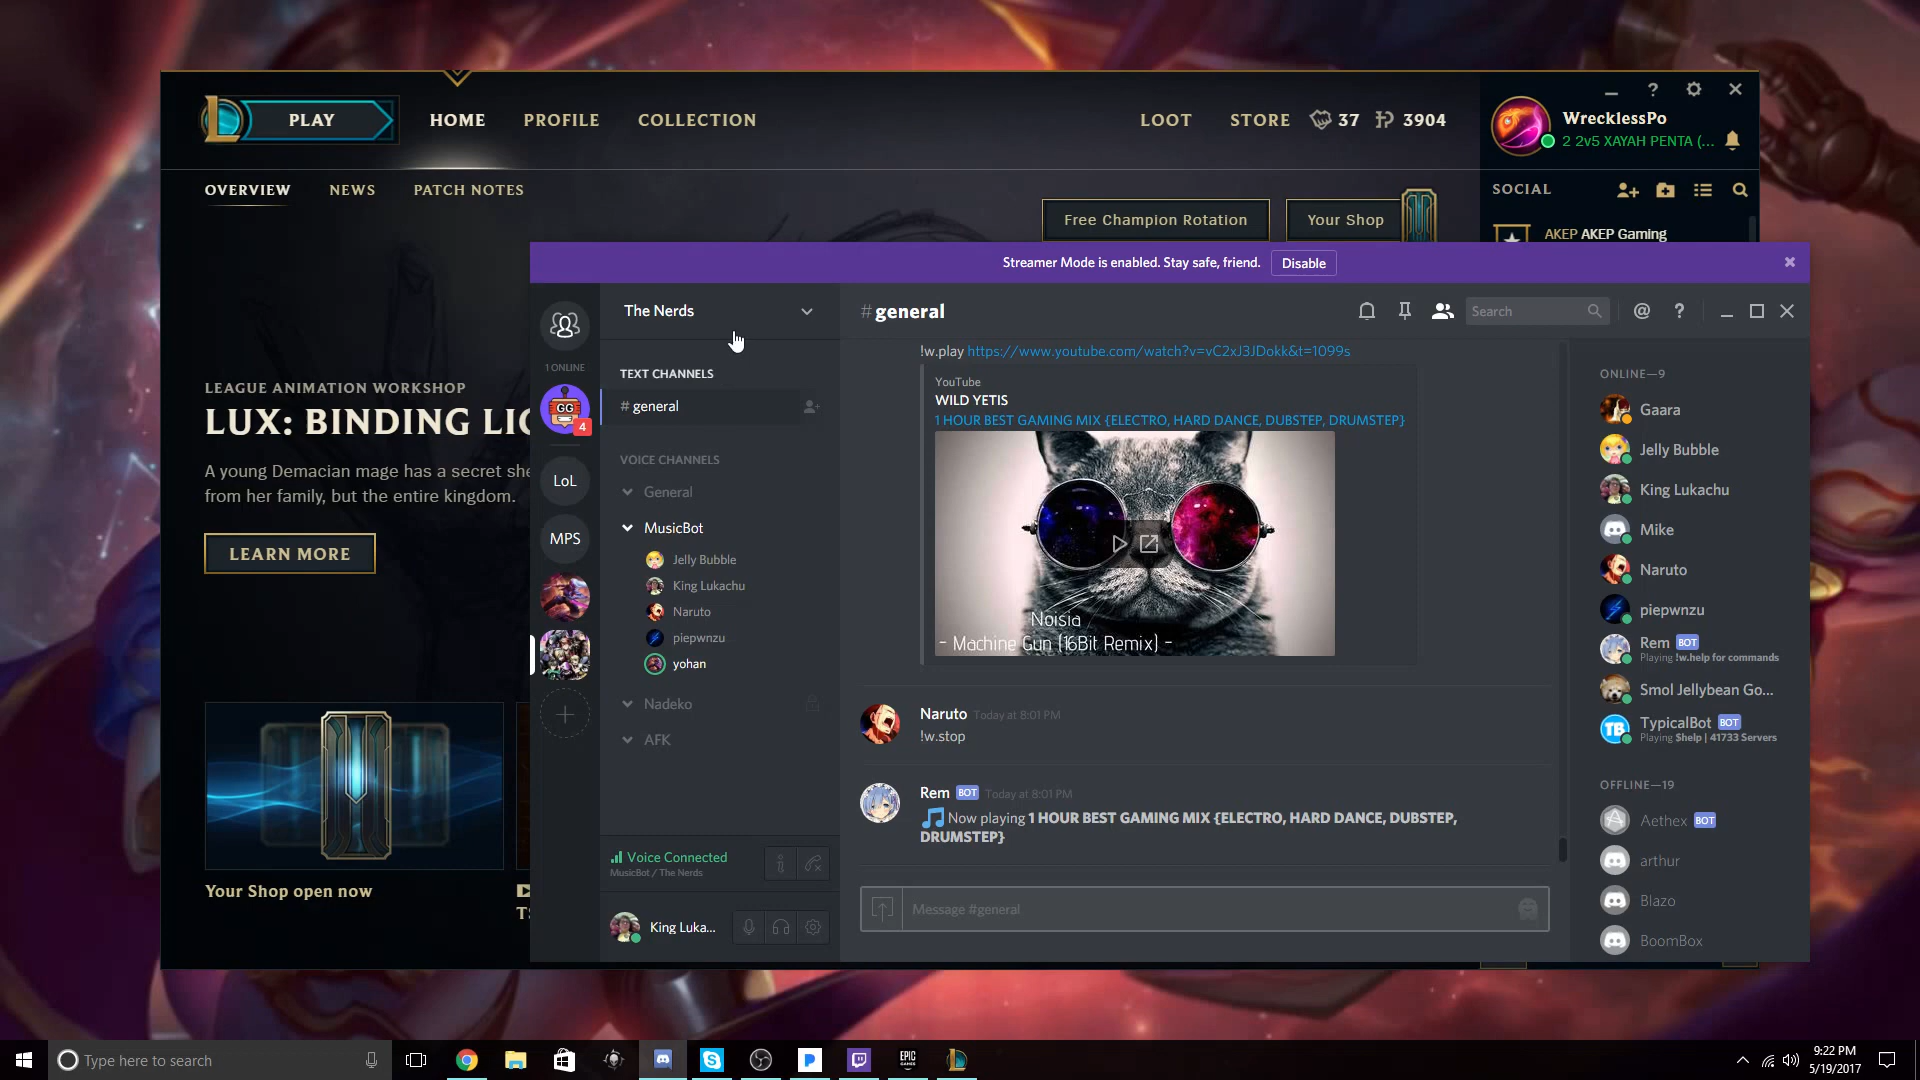 PLAY
HOME
PROFILE
COLLECTION
LOOT
STORE
37
3904
WrecklessPo
2 2v5 XAYAH PENTA (...
OVERVIEW
NEWS
PATCH NOTES
Free Champion Rotation
Your Shop
SOCIAL
AKEP AKEP Gaming
LEAGUE ANIMATION WORKSHOP
LUX: BINDING LIG
A young Demacian mage has a secret she
from her family, but the entire kingdom.
LEARN MORE
Your Shop open now
Streamer Mode is enabled. Stay safe, friend.
Disable
1 ONLINE
GG
4
LoL
MPS
The Nerds
TEXT CHANNELS
# general
VOICE CHANNELS
General
MusicBot
Jelly Bubble
King Lukachu
Naruto
piepwnzu
yohan
Nadeko
AFK
Voice Connected
MusicBot / The Nerds
King Luka...
#general
Search
@
?
!w.play https://www.youtube.com/watch?v=vC2xJ3JDokk&t=1099s
YouTube
WILD YETIS
1 HOUR BEST GAMING MIX {ELECTRO, HARD DANCE, DUBSTEP, DRUMSTEP}
Noisia
- Machine Gun (16Bit Remix) -
Naruto Today at 8:01 PM
!w.stop
Rem BOT Today at 8:01 PM
Now playing 1 HOUR BEST GAMING MIX {ELECTRO, HARD DANCE, DUBSTEP,
DRUMSTEP}
Message #general
ONLINE—9
Gaara
Jelly Bubble
King Lukachu
Mike
Naruto
piepwnzu
Rem BOT
Playing !w.help for commands
Smol Jellybean Go...
TB
TypicalBot BOT
Playing $help | 41733 Servers
OFFLINE—19
Aethex BOT
arthur
Blazo
BoomBox
Type here to search
EPIC
GAMES
9:22 PM
5/19/2017